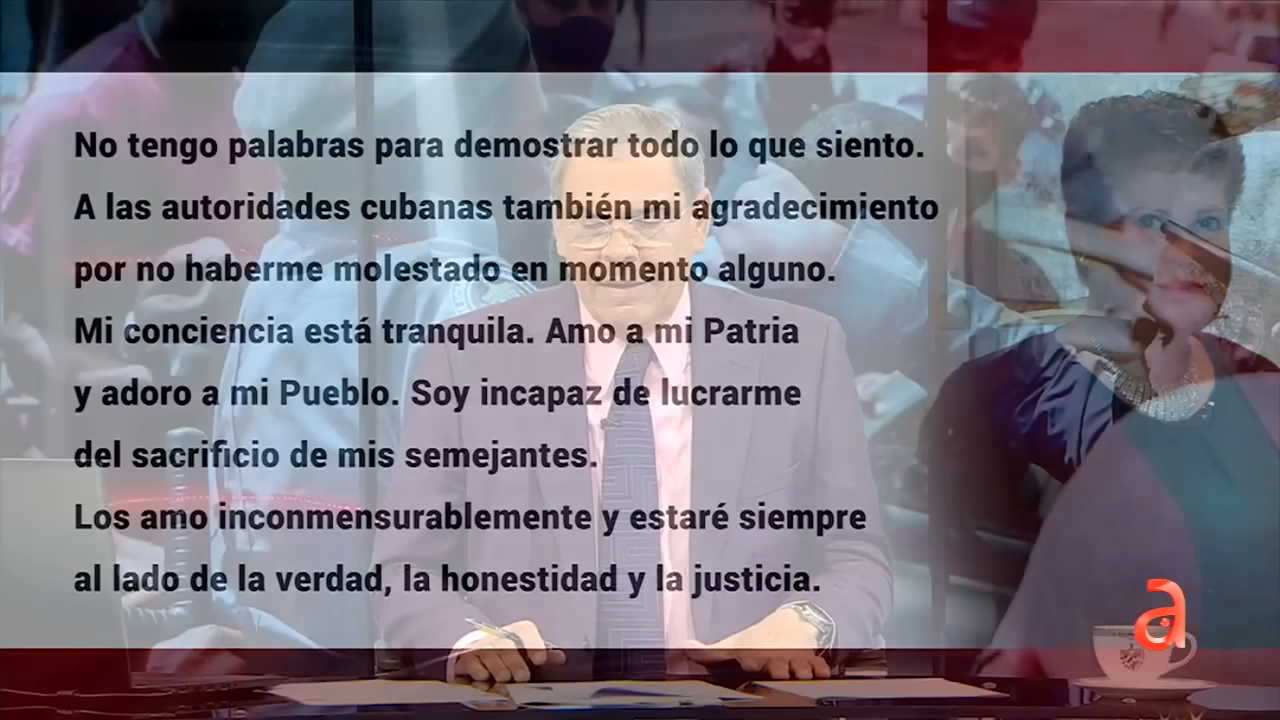 No tengo palabras para demostrar todo lo que siento.
A las autoridades cubanas también mi agradecimiento
por no haberme molestado en momento alguno.
Mi conciencia está tranquila. Amo a mi Patria
y adoro a mi Pueblo. Soy incapaz de lucrarme
del sacrificio de mis semejantes.
Los amo inconmensurablemente y estaré siempre
al lado de la verdad, la honestidad y la justicia.
a